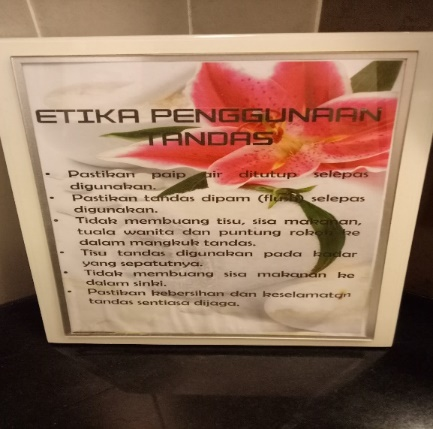 ETIKA PENGGUNAAN
TANDAS
• Pastikan paip air ditutup selepas
digunakan.
• Pastikan tandas dipam (flush) selepas
digunakan.
• Tidak membuang tisu, sisa makanan,
tuala wanita dan puntung rokok ke
dalam mangkuk tandas.
• Tisu tandas digunakan pada kadar
yang sepatutnya.
• Tidak membuang sisa makanan ke
dalam sinki.
• Pastikan kebersihan dan keselamatan
tandas sentiasa dijaga.